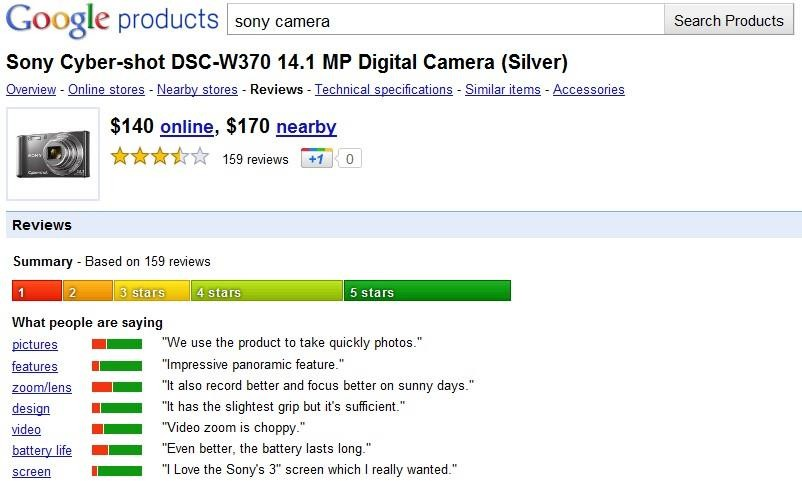 Google products sony camera Search Products
Sony Cyber-shot DSC-W370 14.1 MP Digital Camera (Silver)
Overview - Online stores - Nearby stores - Reviews - Technical specifications - Similar items - Accessories
$140 online, $170 nearby
159 reviews +1 0
SONY
Cyber-shot
14.1
Reviews
Summary - Based on 159 reviews
1 2 3 stars 4 stars 5 stars
What people are saying
pictures "We use the product to take quickly photos."
features "Impressive panoramic feature."
zoom/lens "It also record better and focus better on sunny days."
design "It has the slightest grip but it's sufficient."
video "Video zoom is choppy."
battery life "Even better, the battery lasts long."
screen "I Love the Sony's 3" screen which I really wanted."